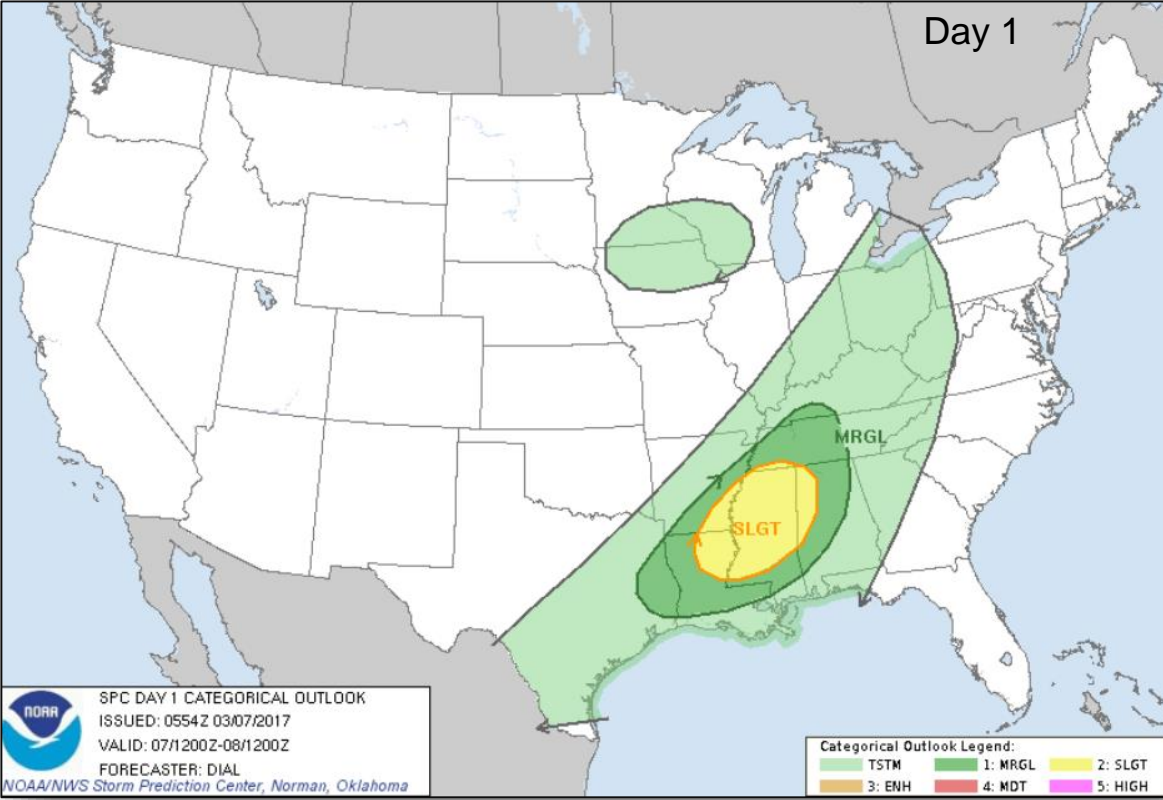 Day 1
MRGL
SLGT
NOAA
SPC DAY 1 CATEGORICAL OUTLOOK
ISSUED: 0554Z 03/07/2017
VALID: 07/1200Z-08/1200Z
FORECASTER: DIAL
NOAA/NWS Storm Prediction Center, Norman, Oklahoma
Categorical Outlook Legend:
TSTM 1: MRGL 2: SLGT
3: ENH 4: MDT 5: HIGH